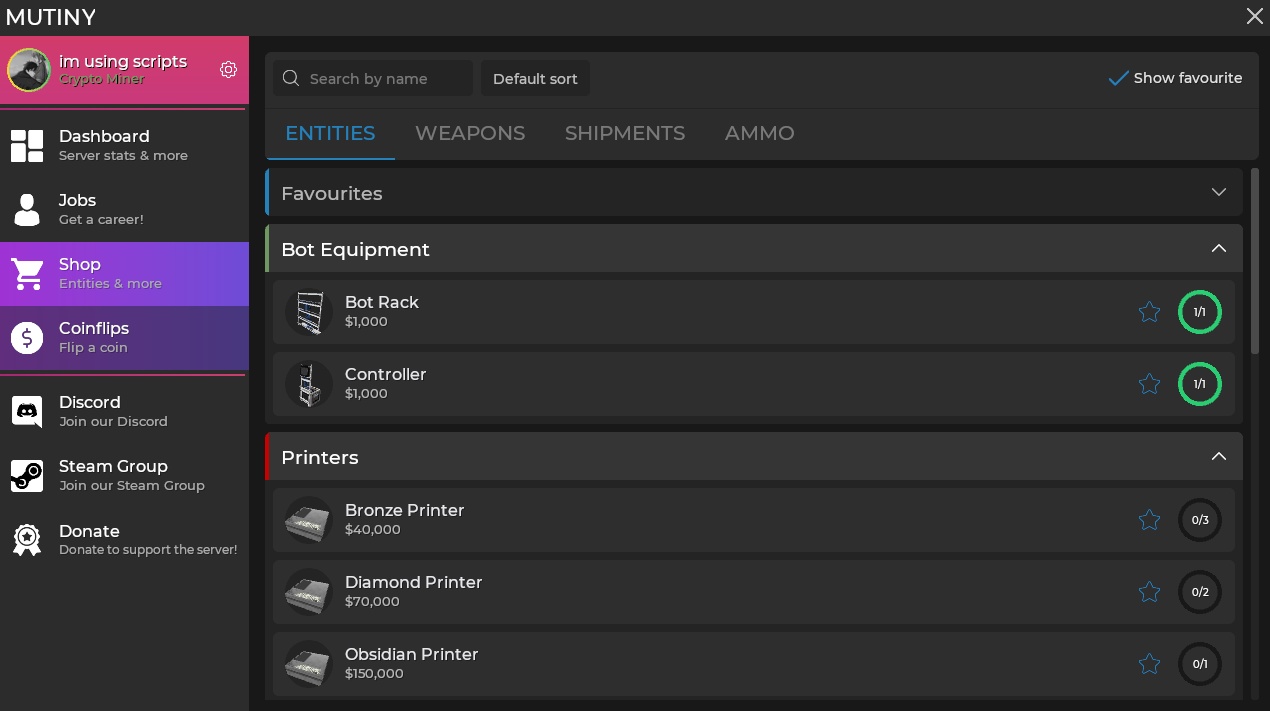 MUTINY
im using scripts
Crypto Miner
Dashboard
Server stats & more
Jobs
Get a career!
Shop
Entities & more
Coinflips
Flip a coin
Discord
Join our Discord
Steam Group
Join our Steam Group
Donate
Donate to support the server!
Search by name
Default sort
Show favourite
ENTITIES WEAPONS SHIPMENTS AMMO
Favourites
Bot Equipment
Bot Rack
$1,000
1/1
Controller
$1,000
1/1
Printers
Bronze Printer
$40,000
0/3
Diamond Printer
$70,000
0/2
Obsidian Printer
$150,000
0/1